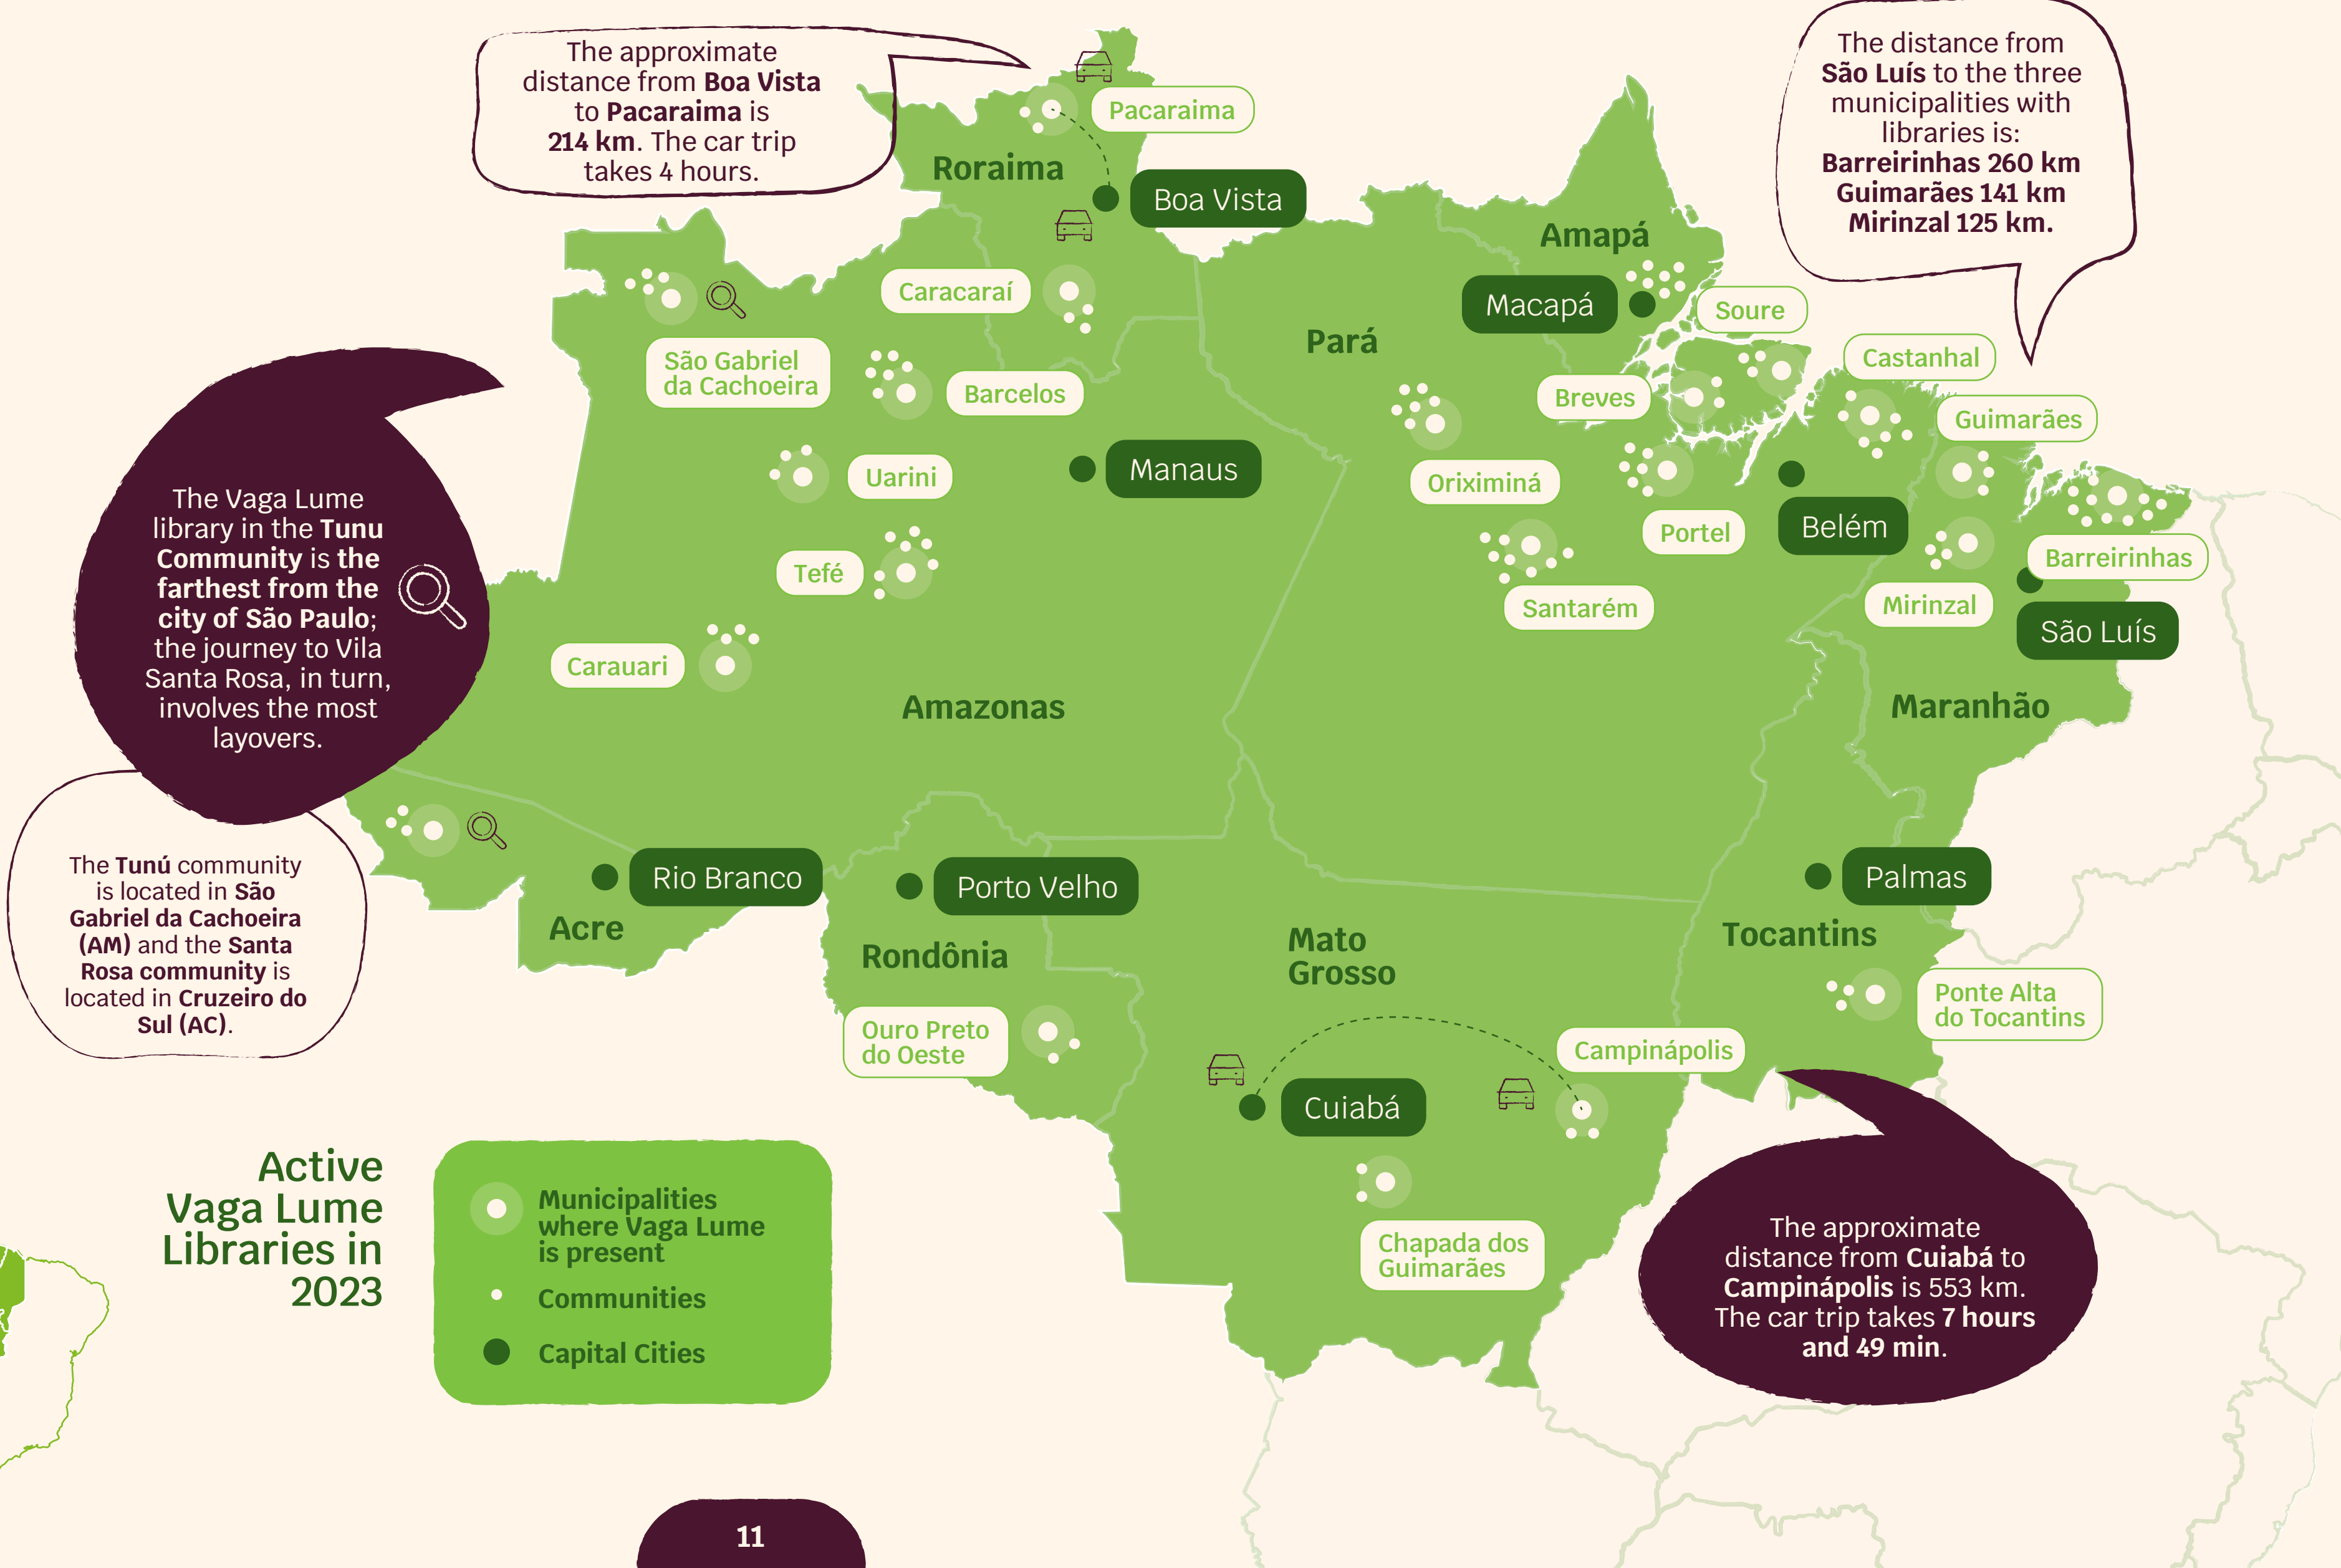 The approximate
distance from Boa Vista
to Pacaraima is
214 km. The car trip
takes 4 hours.
The distance from
São Luís to the three
municipalities with
libraries is:
Barreirinhas 260 km
Guimarães 141 km
Mirinzal 125 km.
Pacaraima
Roraima
Boa Vista
Amapá
Caracaraí
Macapá
Soure
Pará
São Gabriel
da Cachoeira
Barcelos
Breves
Castanhal
Guimarães
Uarini
Manaus
Oriximiná
Portel
Belém
Barreirinhas
Tefé
Santarém
Mirinzal
São Luís
Carauari
Amazonas
Maranhão
The Vaga Lume
library in the Tunu
Community is the
farthest from the
city of São Paulo;
the journey to Vila
Santa Rosa, in turn,
involves the most
layovers.
The Tunú community
is located in São
Gabriel da Cachoeira
(AM) and the Santa
Rosa community is
located in Cruzeiro do
Sul (AC).
Rio Branco
Acre
Porto Velho
Rondônia
Mato
Grosso
Palmas
Tocantins
Ouro Preto
do Oeste
Campinápolis
Ponte Alta
do Tocantins
Cuiabá
Chapada dos
Guimarães
The approximate
distance from Cuiabá to
Campinápolis is 553 km.
The car trip takes 7 hours
and 49 min.
Active
Vaga Lume
Libraries in
2023
Municipalities
where Vaga Lume
is present
Communities
Capital Cities
11